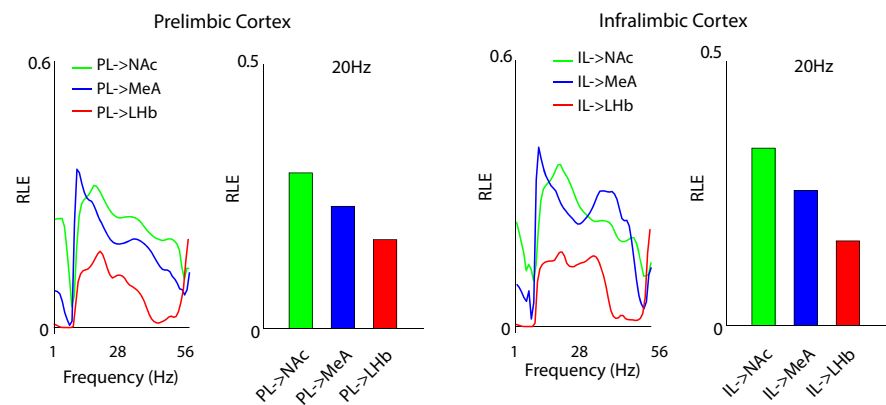 Prelimbic Cortex
0.6
PL->NAc
PL->MeA
PL->LHb
RLE
0
1
28
56
Frequency (Hz)
0.5
20Hz
RLE
0
PL->NAc
PL->MeA
PL->LHb
Infralimbic Cortex
0.6
IL->NAc
IL->MeA
IL->LHb
RLE
0
1
28
56
Frequency (Hz)
0.5
20Hz
RLE
0
IL->NAc
IL->MeA
IL->LHb